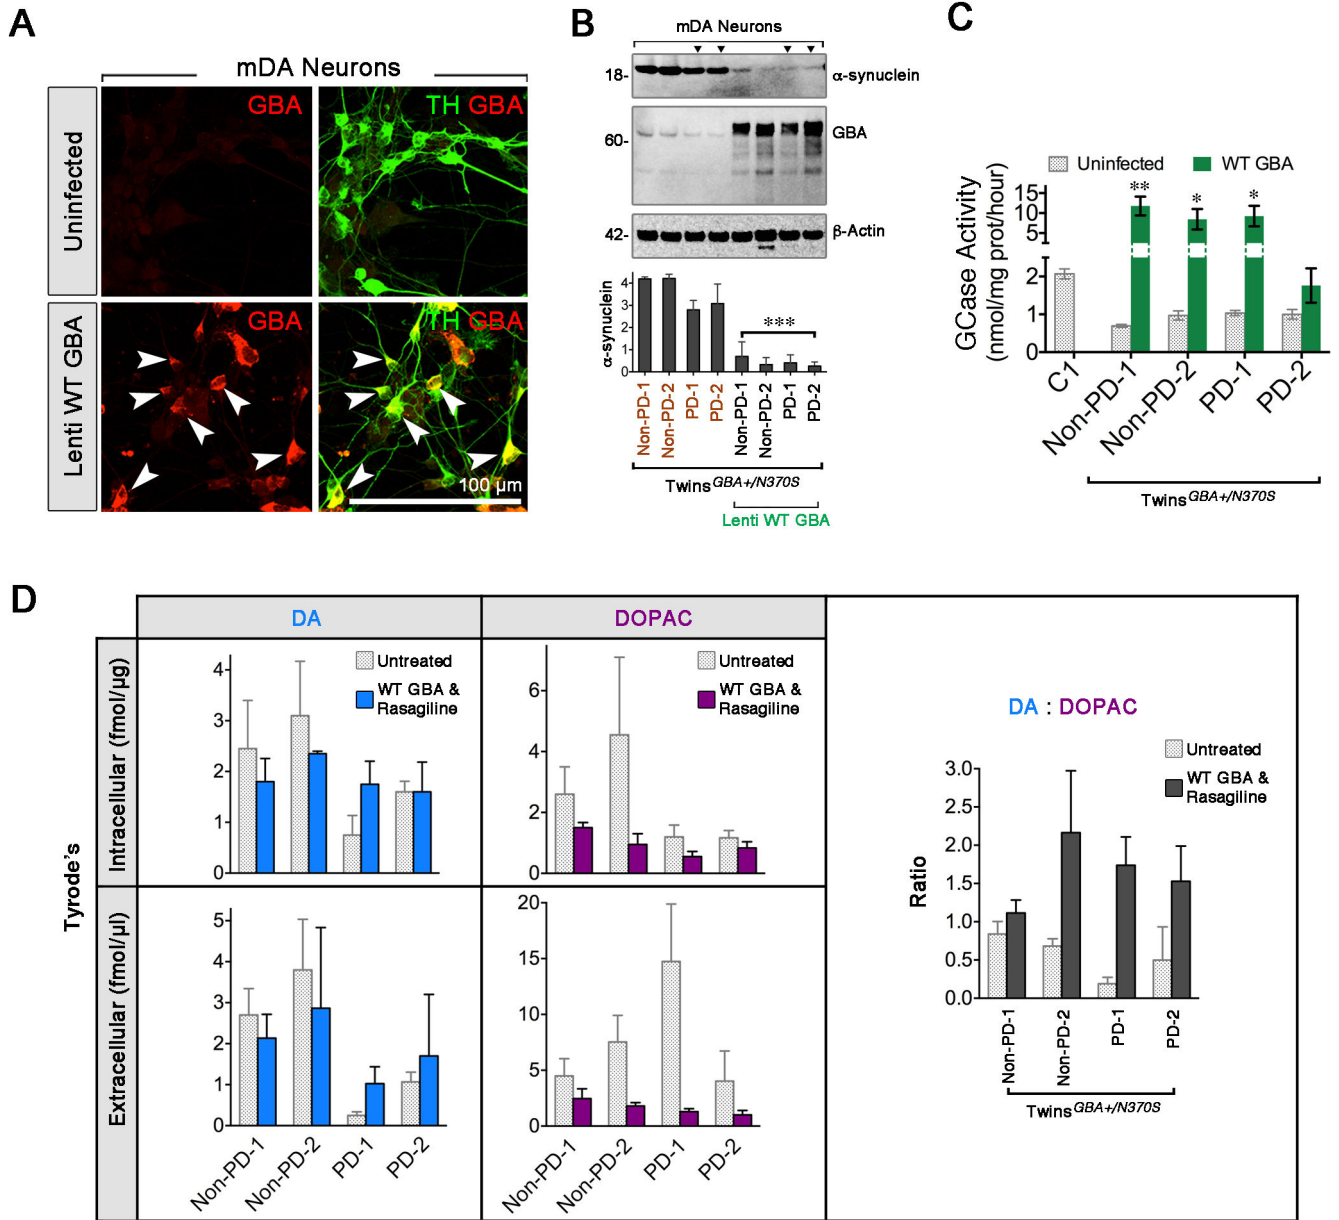 A
mDA Neurons
Uninfected
GBA
TH GBA
Lenti WT GBA
GBA
TH GBA
100 µm
B
mDA Neurons
18-
α-synuclein
60-
GBA
42-
β-Actin
α-synuclein
4
3
2
1
0
***
Non-PD-1
Non-PD-2
PD-1
PD-2
Non-PD-1
Non-PD-2
PD-1
PD-2
Twins GBA+/N370S
Lenti WT GBA
C
Uninfected
WT GBA
GCase Activity
(nmol/mg prot/hour)
15
10
5
2
1
0
**
*
*
C1
Non-PD-1
Non-PD-2
PD-1
PD-2
Twins GBA+/N370S
D
DA
DOPAC
Tyrode's
Intracellular (fmol/µg)
4
3
2
1
0
Untreated
WT GBA &
Rasagiline
6
4
2
0
Untreated
WT GBA &
Rasagiline
Extracellular (fmol/µl)
5
4
3
2
1
0
Non-PD-1
Non-PD-2
PD-1
PD-2
20
15
10
5
0
Non-PD-1
Non-PD-2
PD-1
PD-2
DA : DOPAC
Untreated
WT GBA &
Rasagiline
Ratio
3.0
2.5
2.0
1.5
1.0
0.5
0.0
Non-PD-1
Non-PD-2
PD-1
PD-2
Twins GBA+/N370S